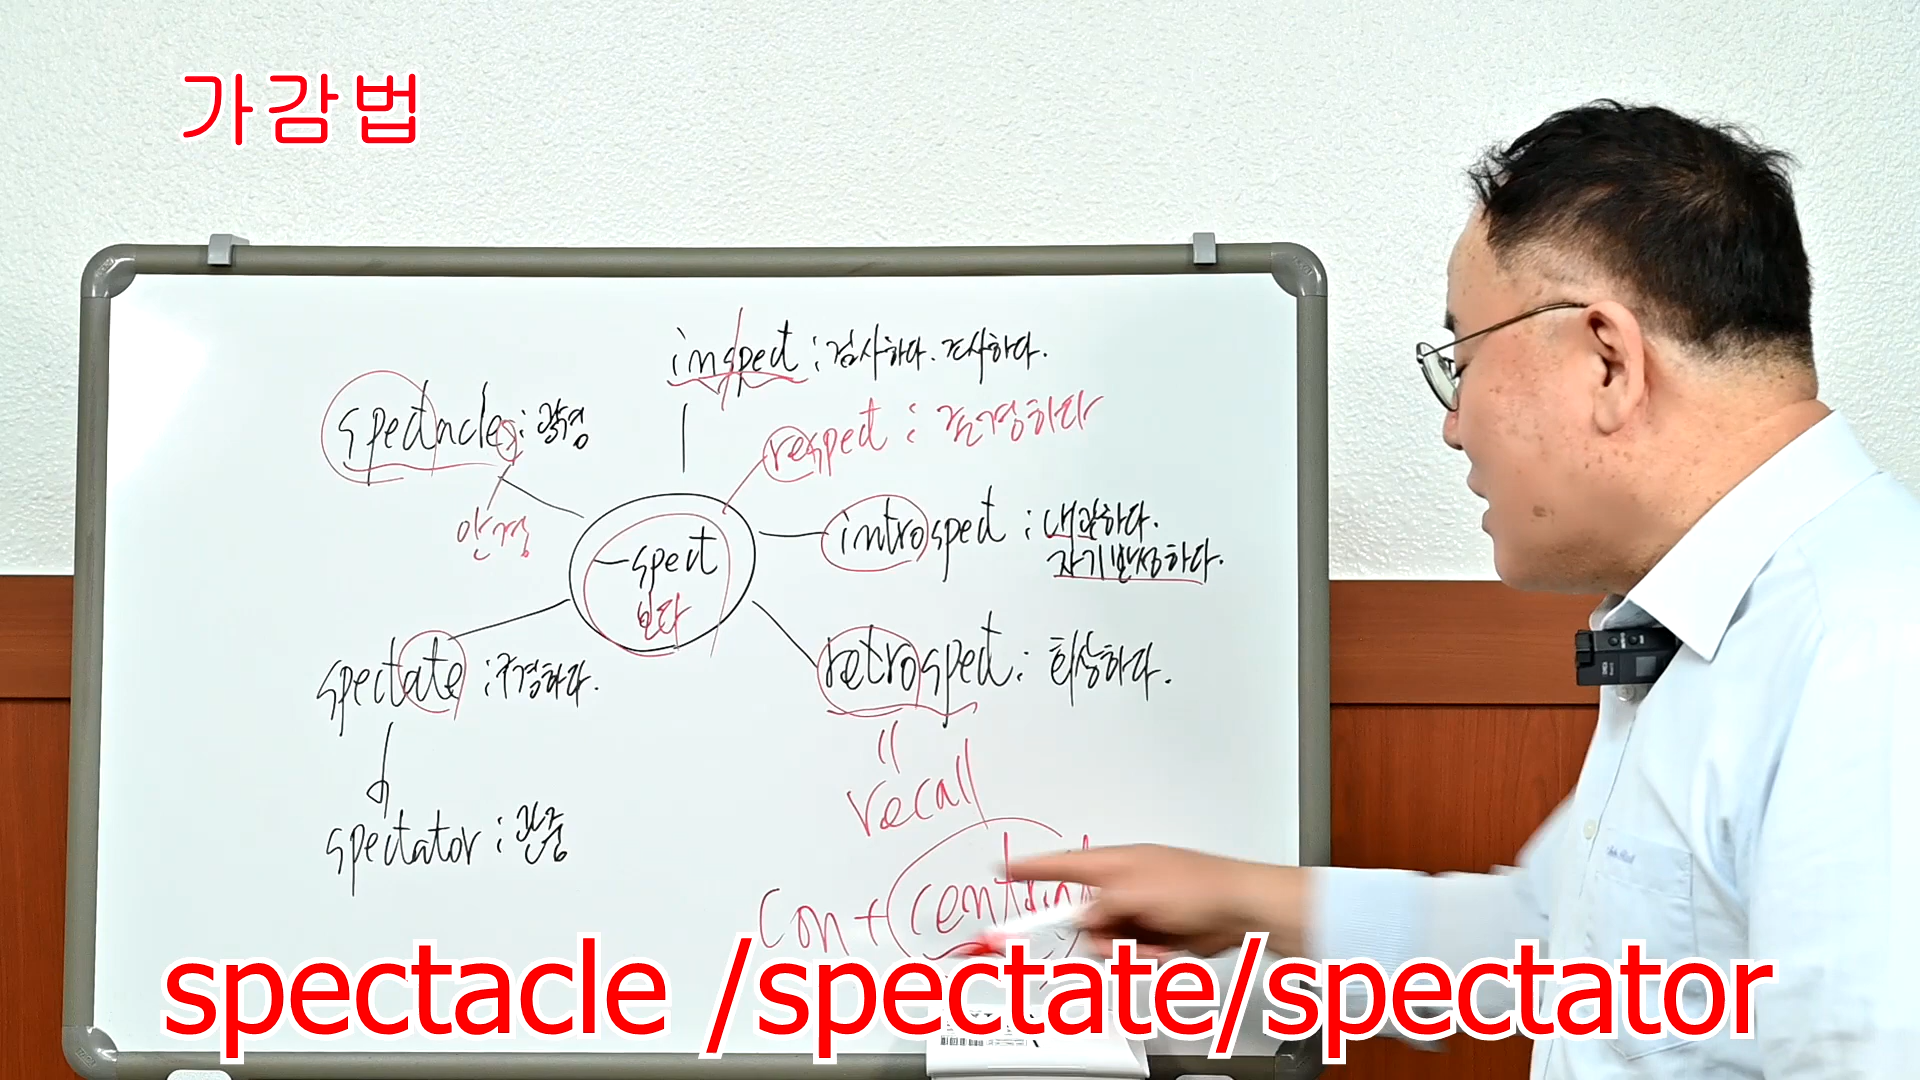 가감법
inspect : 검사하다. 조사하다.
spectacles : 광경
안경
respect : 존경하다
introspect : 내관하다.
자기반성하다.
-spect
보다
spectate : 구경하다.
retrospect : 회상하다.
=
recall
spectator : 관중
con +
spectacle /spectate/spectator